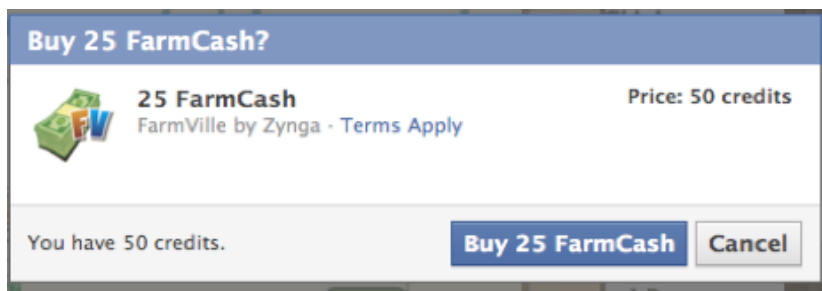 Buy 25 FarmCash?
25 FarmCash
Price: 50 credits
FarmVille by Zynga - Terms Apply
FV
You have 50 credits.
Buy 25 FarmCash
Cancel